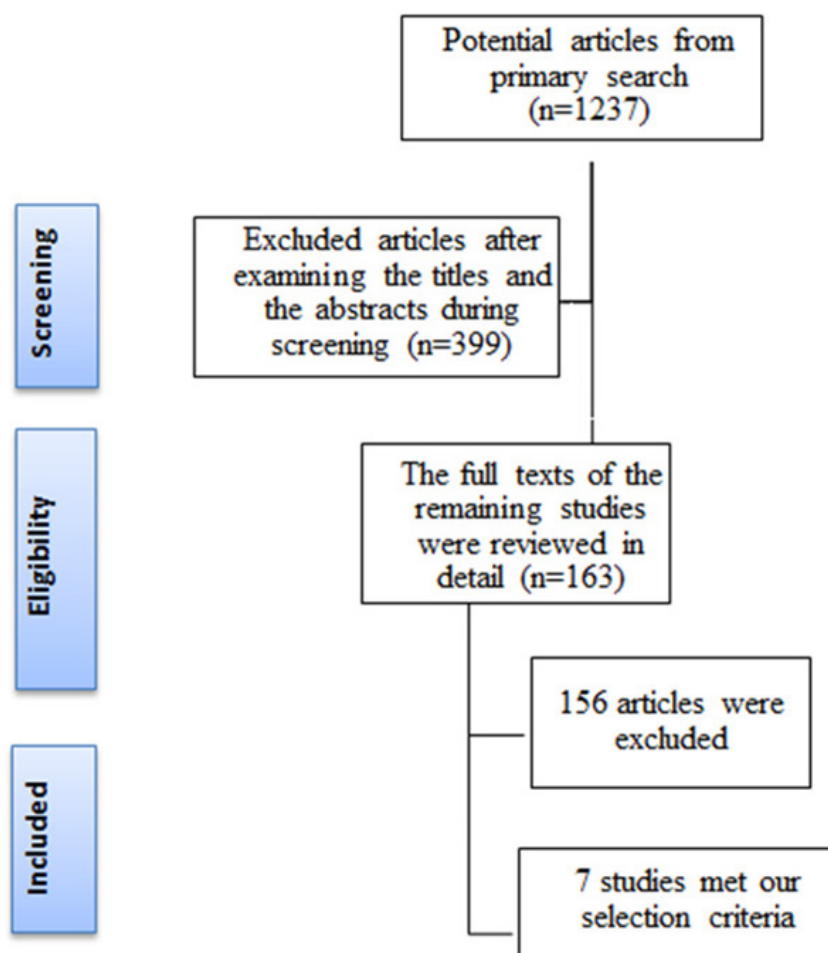 Potential articles from
primary search
(n=1237)
Screening
Excluded articles after
examining the titles and
the abstracts during
screening (n=399)
Eligibility
The full texts of the
remaining studies
were reviewed in
detail (n=163)
156 articles were
excluded
Included
7 studies met our
selection criteria